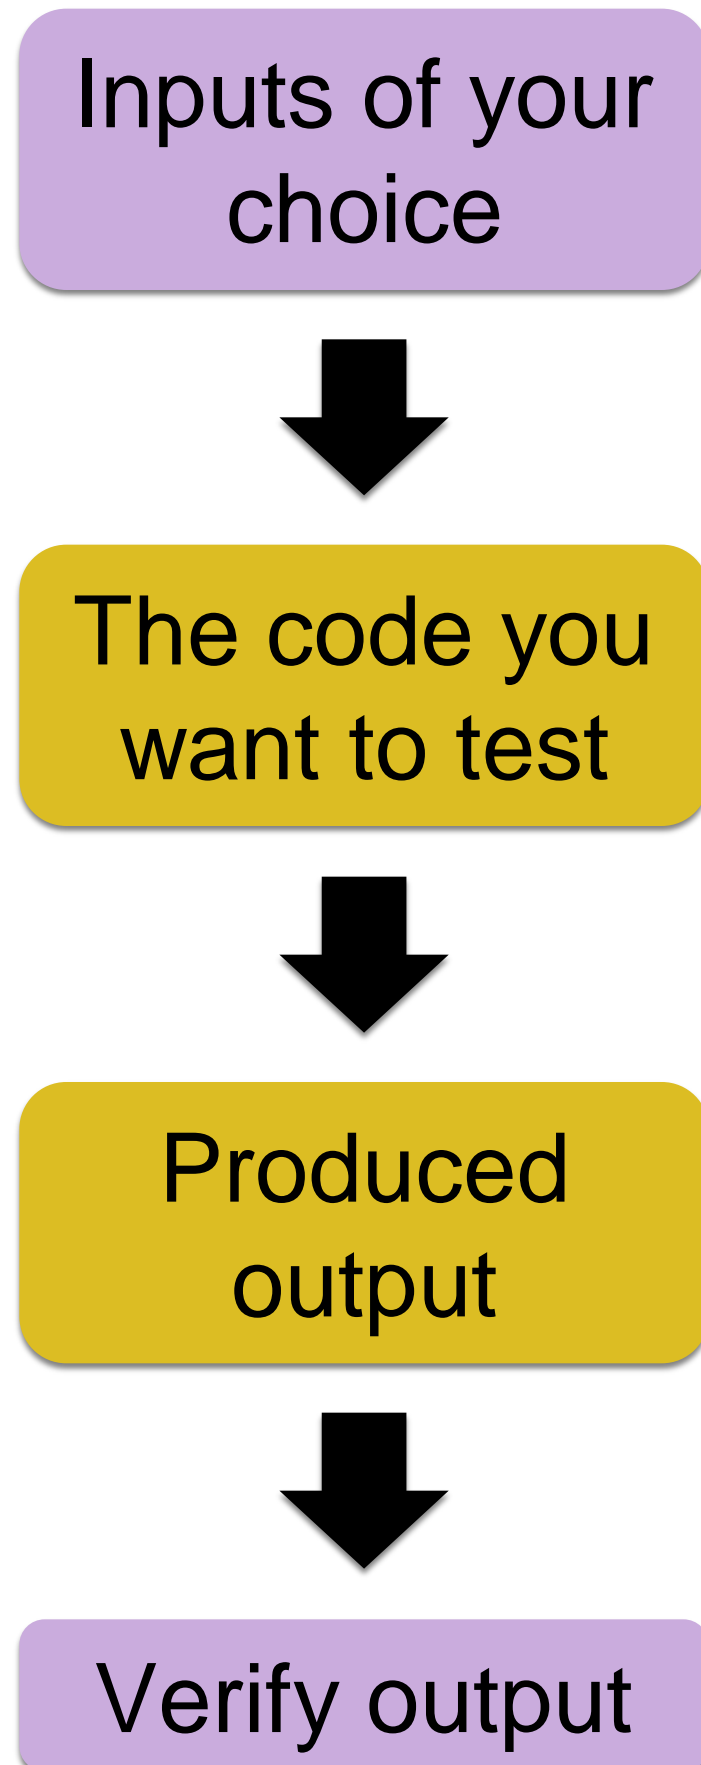 Inputs of your
choice
The code you
want to test
Produced
output
Verify output